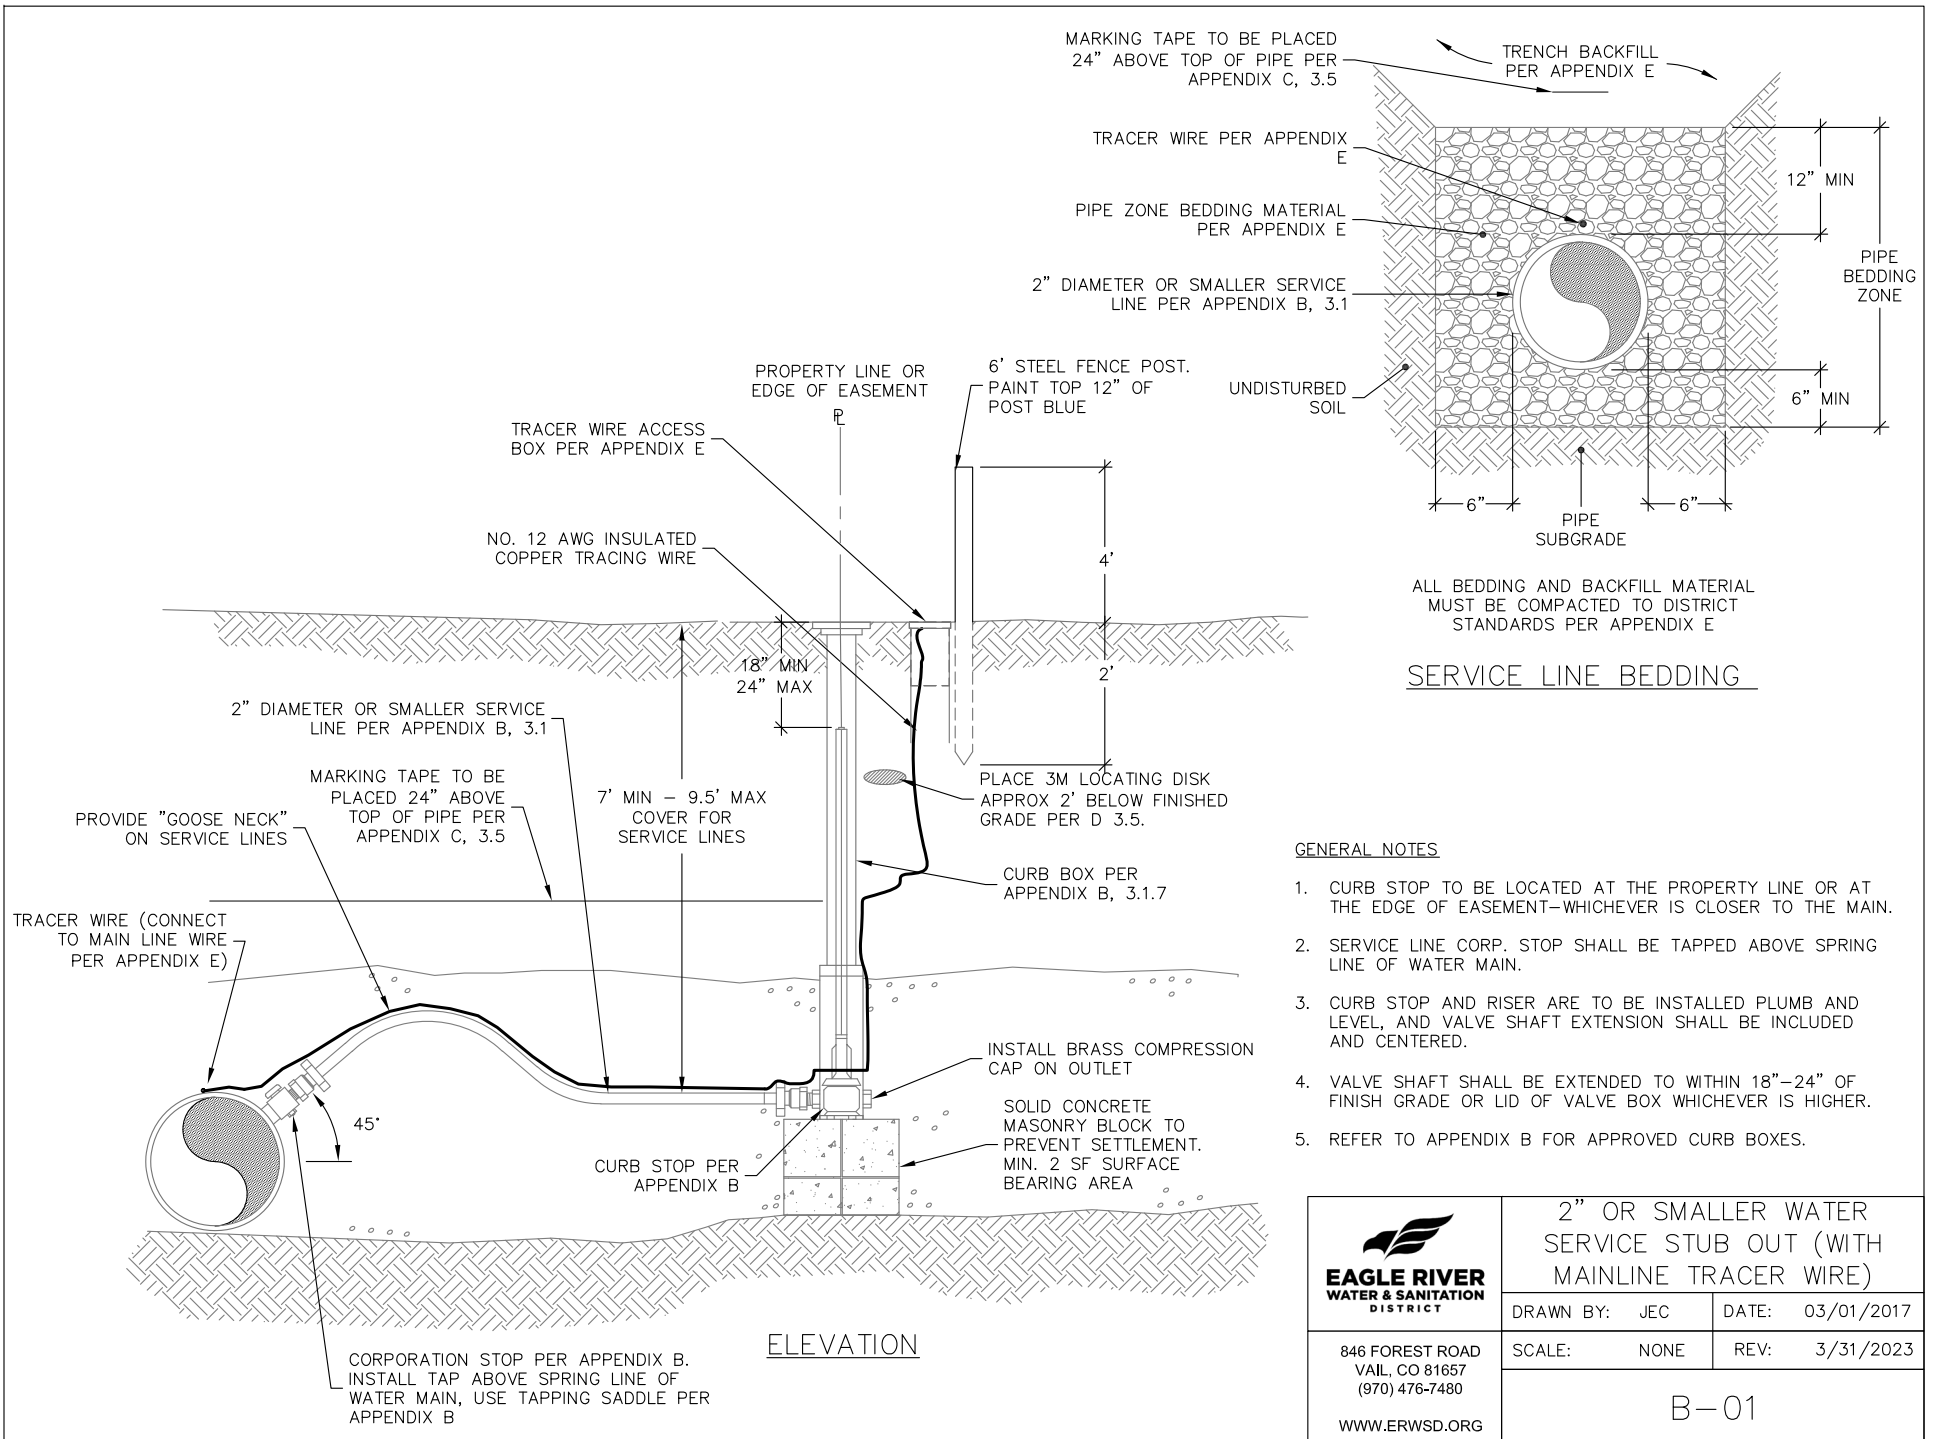 MARKING TAPE TO BE PLACED
24" ABOVE TOP OF PIPE PER
APPENDIX C, 3.5
TRENCH BACKFILL
PER APPENDIX E
TRACER WIRE PER APPENDIX
E
12" MIN
PIPE ZONE BEDDING MATERIAL
PER APPENDIX E
PIPE
BEDDING
ZONE
2" DIAMETER OR SMALLER SERVICE
LINE PER APPENDIX B, 3.1
UNDISTURBED
SOIL
6" MIN
6"
6"
PIPE
SUBGRADE
ALL BEDDING AND BACKFILL MATERIAL
MUST BE COMPACTED TO DISTRICT
STANDARDS PER APPENDIX E
SERVICE LINE BEDDING
PROPERTY LINE OR
EDGE OF EASEMENT
PL
6' STEEL FENCE POST.
PAINT TOP 12" OF
POST BLUE
TRACER WIRE ACCESS
BOX PER APPENDIX E
NO. 12 AWG INSULATED
COPPER TRACING WIRE
4'
18" MIN
24" MAX
2'
2" DIAMETER OR SMALLER SERVICE
LINE PER APPENDIX B, 3.1
MARKING TAPE TO BE
PLACED 24" ABOVE
TOP OF PIPE PER
APPENDIX C, 3.5
7' MIN – 9.5' MAX
COVER FOR
SERVICE LINES
PLACE 3M LOCATING DISK
APPROX 2' BELOW FINISHED
GRADE PER D 3.5.
PROVIDE "GOOSE NECK"
ON SERVICE LINES
CURB BOX PER
APPENDIX B, 3.1.7
TRACER WIRE (CONNECT
TO MAIN LINE WIRE
PER APPENDIX E)
INSTALL BRASS COMPRESSION
CAP ON OUTLET
45°
SOLID CONCRETE
MASONRY BLOCK TO
PREVENT SETTLEMENT.
MIN. 2 SF SURFACE
BEARING AREA
CURB STOP PER
APPENDIX B
CORPORATION STOP PER APPENDIX B.
INSTALL TAP ABOVE SPRING LINE OF
WATER MAIN, USE TAPPING SADDLE PER
APPENDIX B
ELEVATION
GENERAL NOTES
1. CURB STOP TO BE LOCATED AT THE PROPERTY LINE OR AT
THE EDGE OF EASEMENT–WHICHEVER IS CLOSER TO THE MAIN.
2. SERVICE LINE CORP. STOP SHALL BE TAPPED ABOVE SPRING
LINE OF WATER MAIN.
3. CURB STOP AND RISER ARE TO BE INSTALLED PLUMB AND
LEVEL, AND VALVE SHAFT EXTENSION SHALL BE INCLUDED
AND CENTERED.
4. VALVE SHAFT SHALL BE EXTENDED TO WITHIN 18"–24" OF
FINISH GRADE OR LID OF VALVE BOX WHICHEVER IS HIGHER.
5. REFER TO APPENDIX B FOR APPROVED CURB BOXES.
EAGLE RIVER
WATER & SANITATION
DISTRICT
846 FOREST ROAD
VAIL, CO 81657
(970) 476-7480
WWW.ERWSD.ORG
2" OR SMALLER WATER
SERVICE STUB OUT (WITH
MAINLINE TRACER WIRE)
DRAWN BY: JEC DATE: 03/01/2017
SCALE: NONE REV: 3/31/2023
B–01